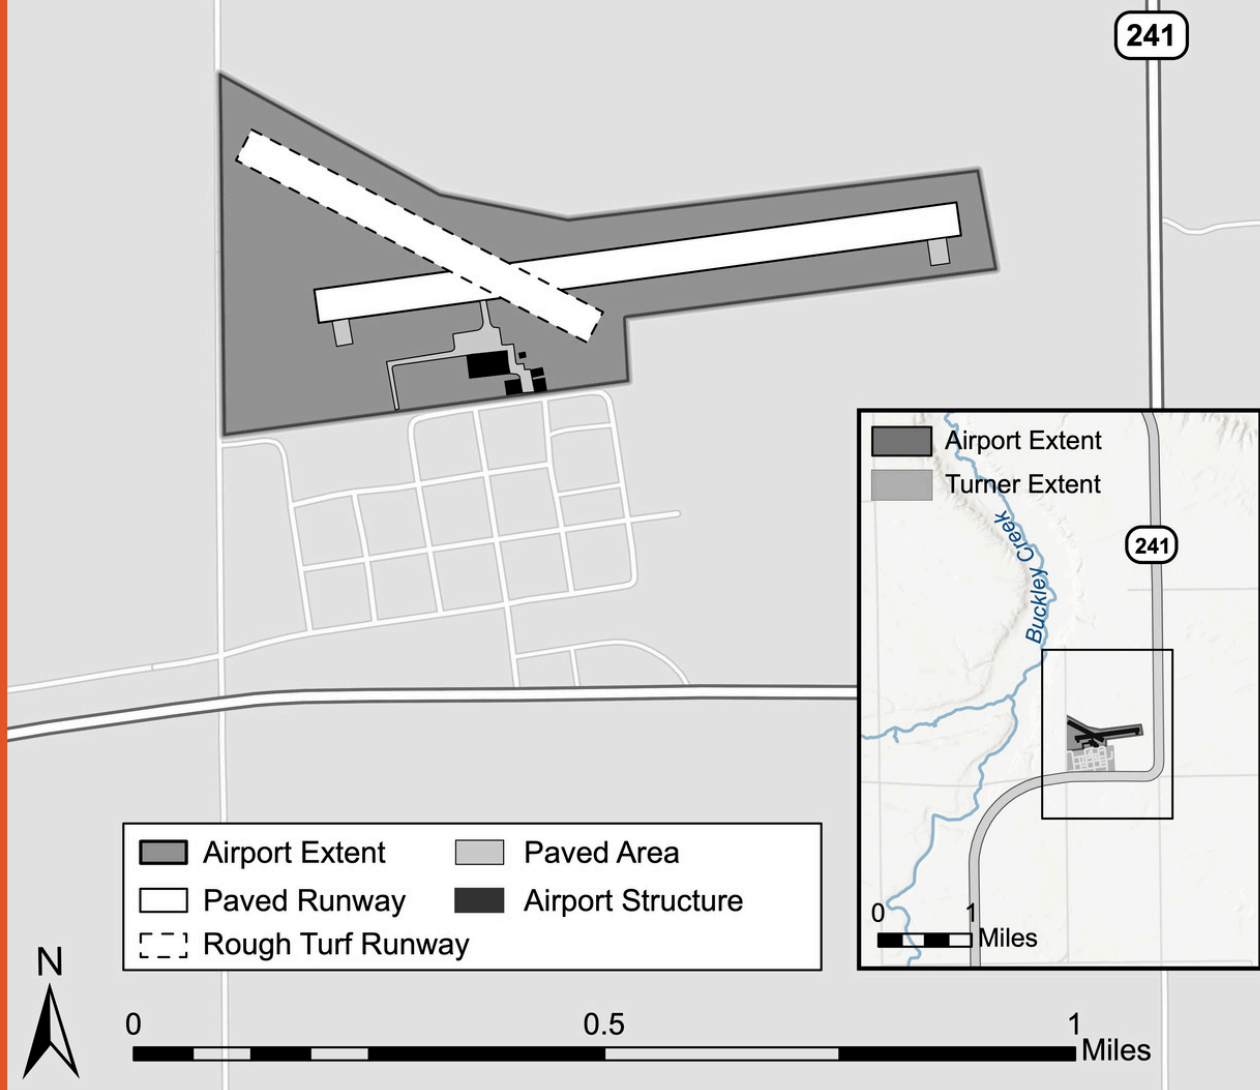 241
Airport Extent
Turner Extent
Buckley Creek
241
0 1
Miles
Airport Extent
Paved Area
Paved Runway
Airport Structure
Rough Turf Runway
N
0 0.5 1
Miles